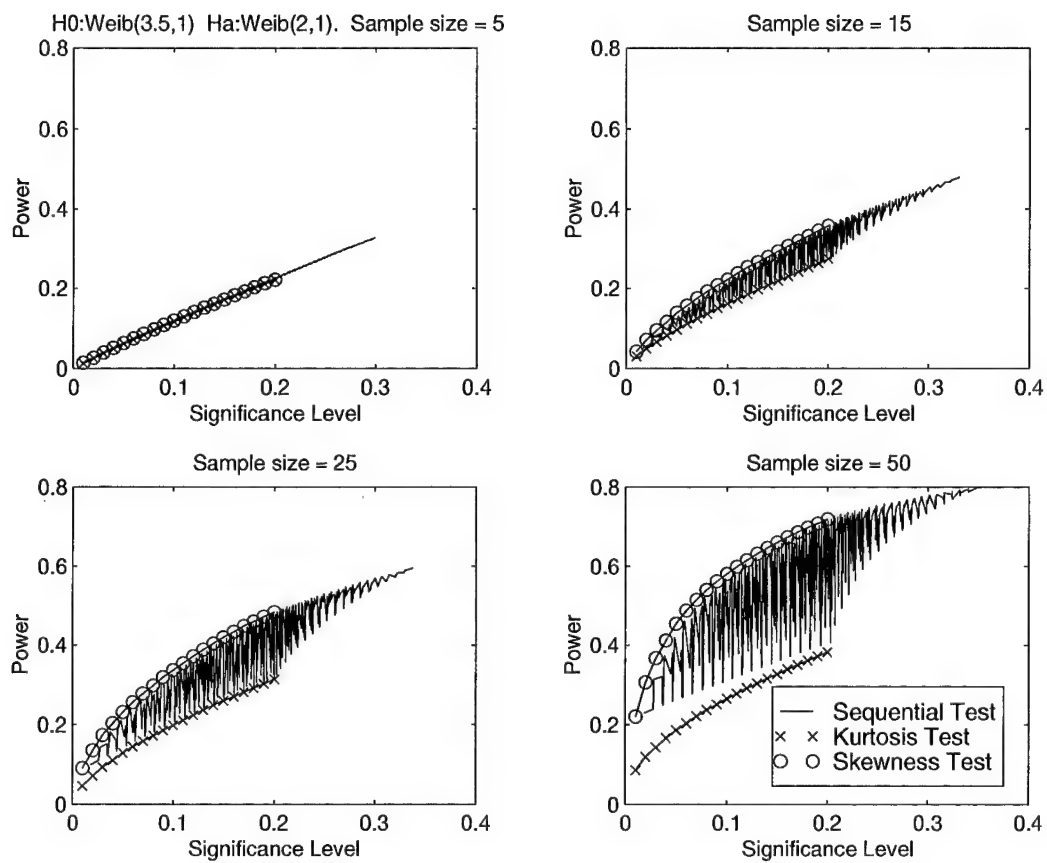 H0:Weib(3.5,1) Ha:Weib(2,1). Sample size = 5
0.8
0.6
0.4
0.2
0
Power
0 0.1 0.2 0.3 0.4
Significance Level
Sample size = 15
0.8
0.6
0.4
0.2
0
Power
0 0.1 0.2 0.3 0.4
Significance Level
Sample size = 25
0.8
0.6
0.4
0.2
0
Power
0 0.1 0.2 0.3 0.4
Significance Level
Sample size = 50
0.8
0.6
0.4
0.2
0
Power
Sequential Test
Kurtosis Test
Skewness Test
0 0.1 0.2 0.3 0.4
Significance Level